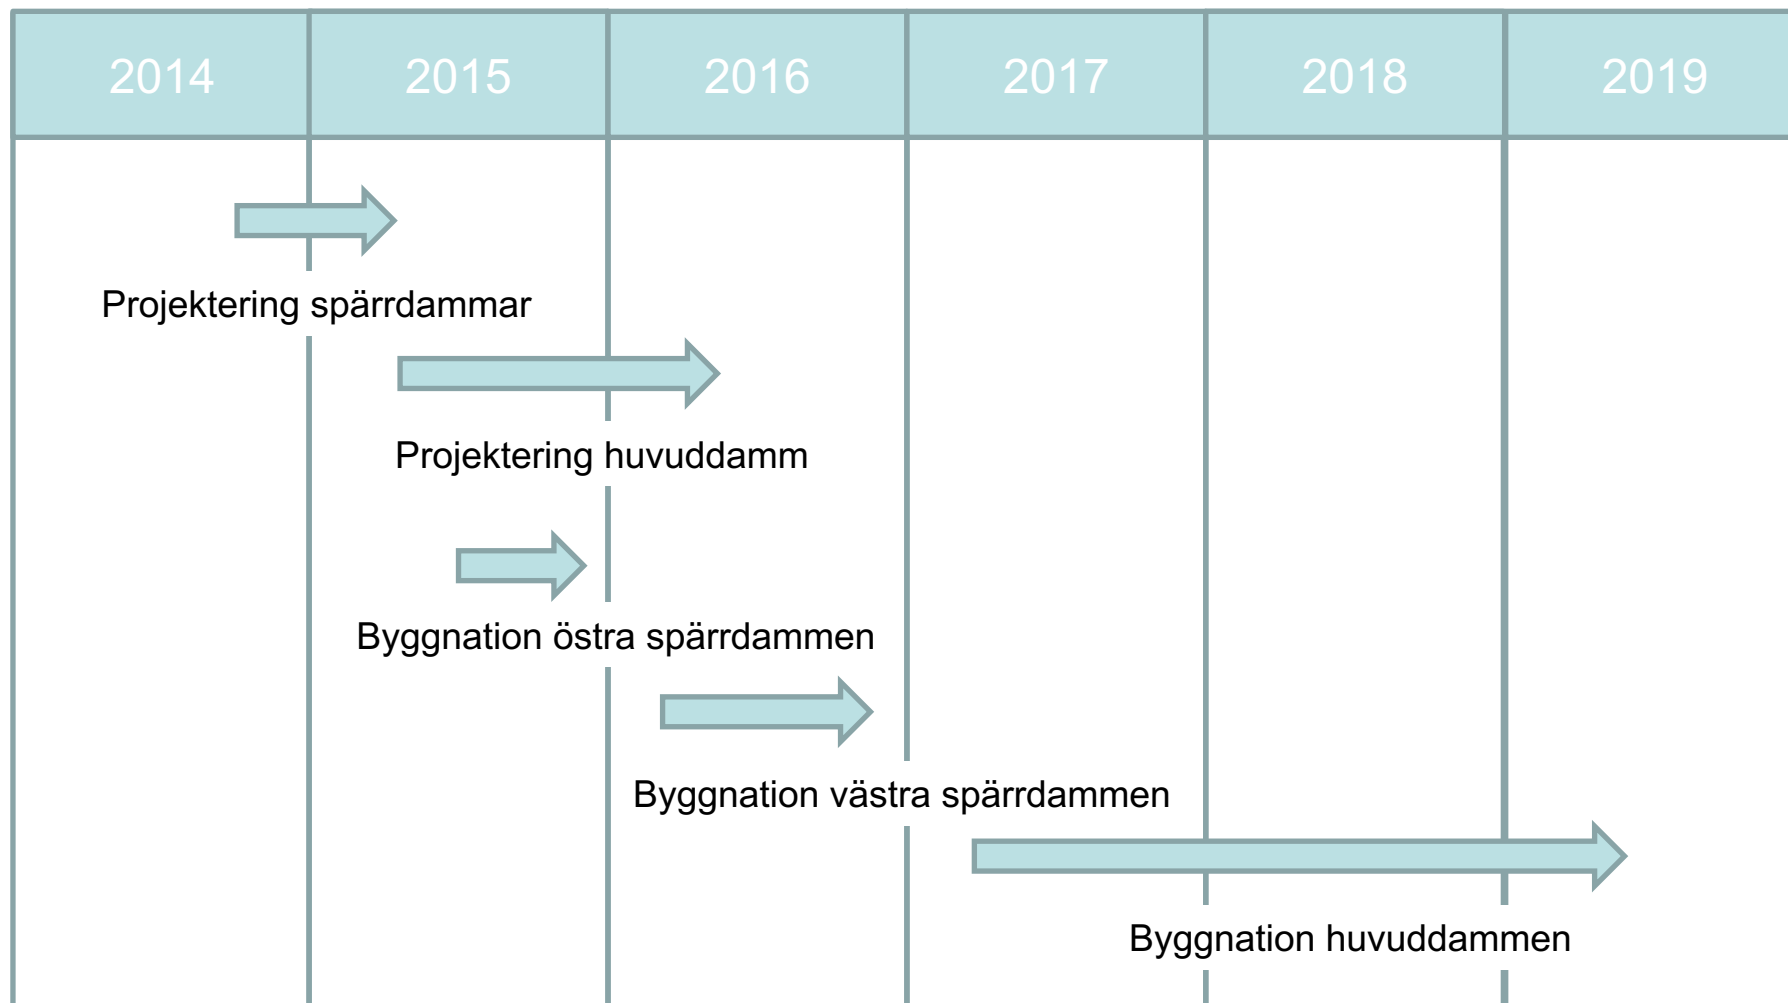 2014 2015 2016 2017 2018 2019
Projektering spärrdammar
Projektering huvuddamm
Byggnation östra spärrdammen
Byggnation västra spärrdammen
Byggnation huvuddammen